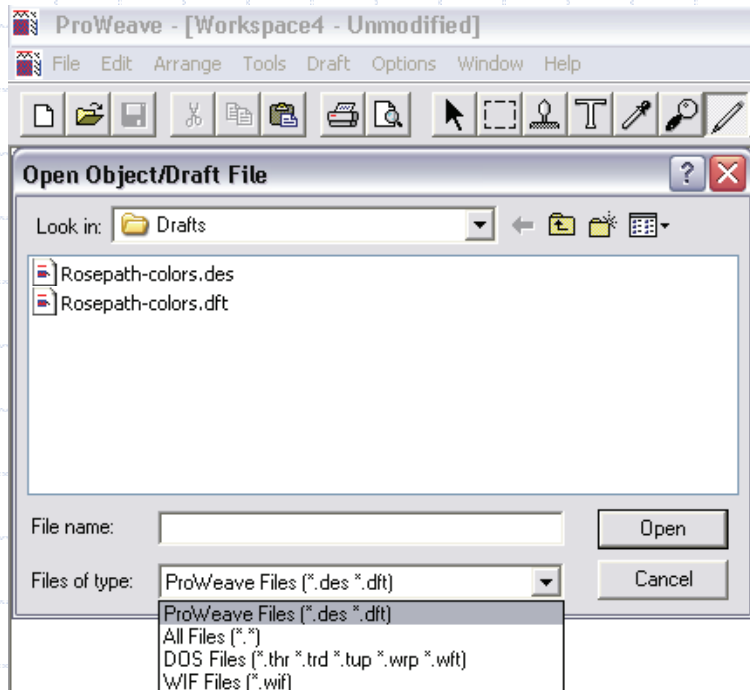 ProWeave - [Workspace4 - Unmodified]
File Edit Arrange Tools Draft Options Window Help
T
Open Object/Draft File
?
Look in: Drafts
Rosepath-colors.des
Rosepath-colors.dft
File name:
Open
Files of type: ProWeave Files (*.des *.dft)
Cancel
ProWeave Files (*.des *.dft)
All Files (*.*)
DOS Files (*.thr *.trd *.tup *.wrp *.wft)
WIF Files (*.wif)